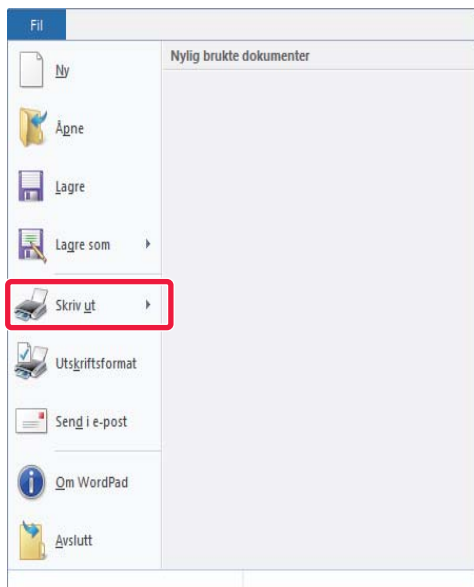 Fil
Nylig brukte dokumenter
Ny
Åpne
Lagre
Lagre som
Skriv ut
Utskriftsformat
Send i e-post
Om WordPad
Avslutt